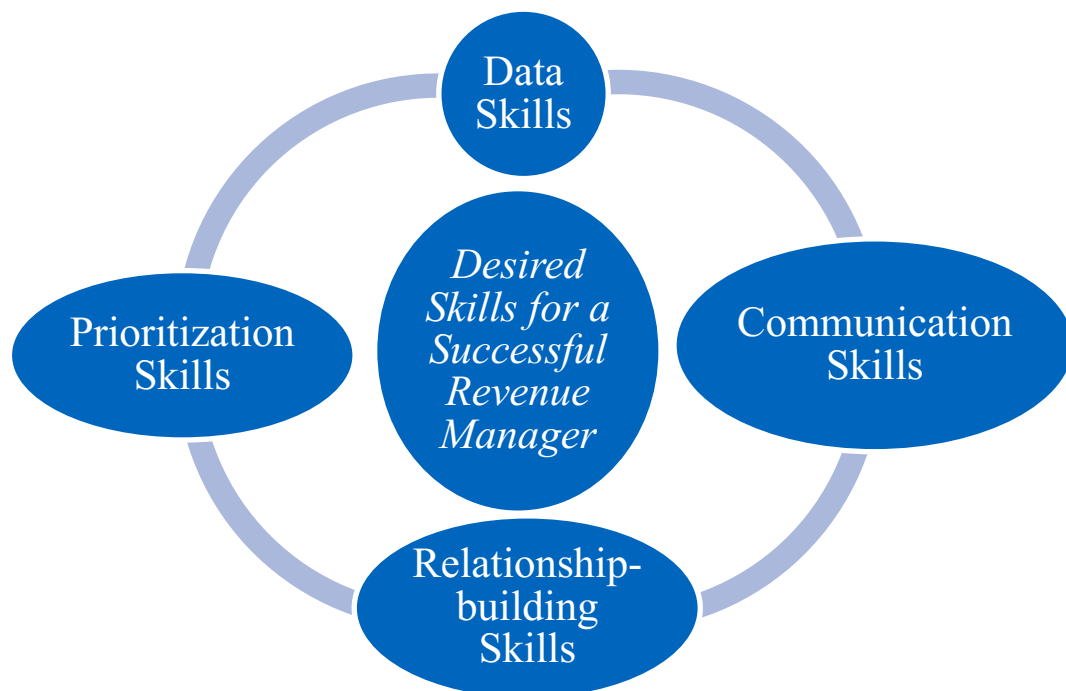 Data
Skills
Desired
Skills for a
Successful
Revenue
Manager
Prioritization
Skills
Communication
Skills
Relationship-
building
Skills